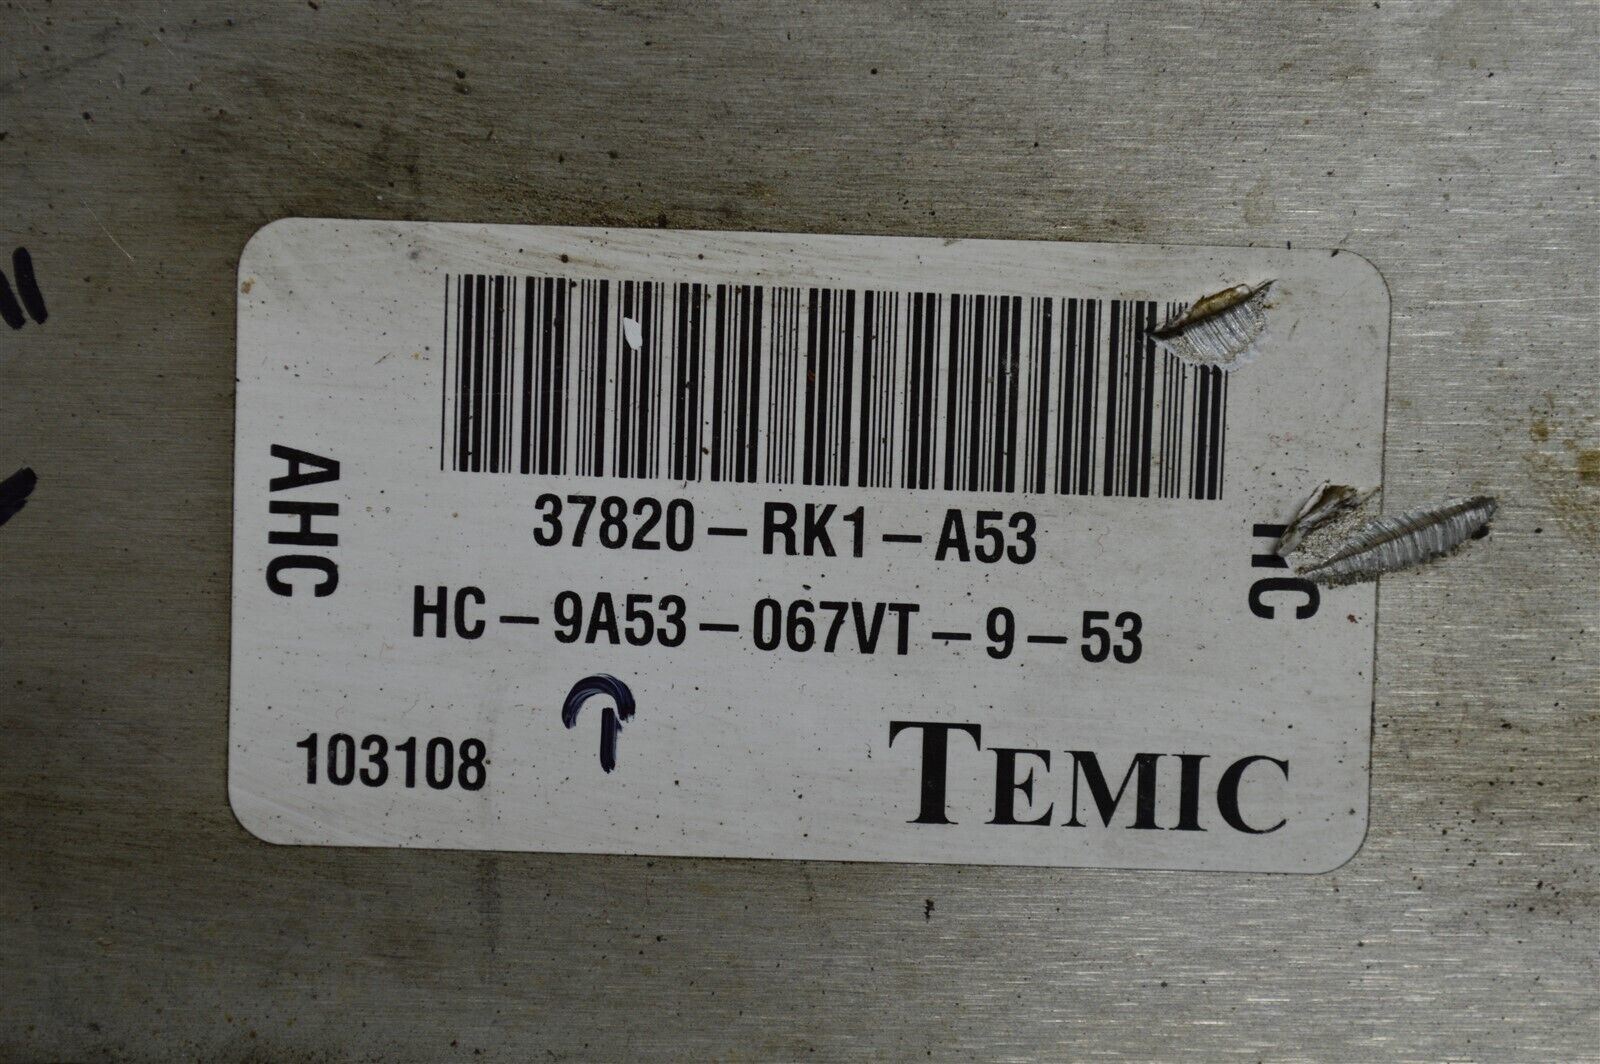 37820-RK1-A53
HC-9A53-067VT-9-53
AHC
103108
TEMIC